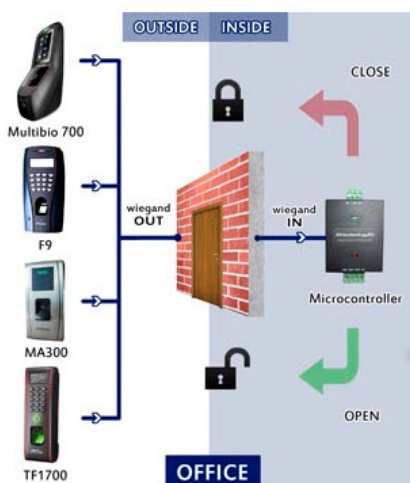 OUTSIDE INSIDE
CLOSE
Multibio 700
F9
wiegand
OUT
wiegand
IN
Microcontroller
MA300
OPEN
TF1700
OFFICE